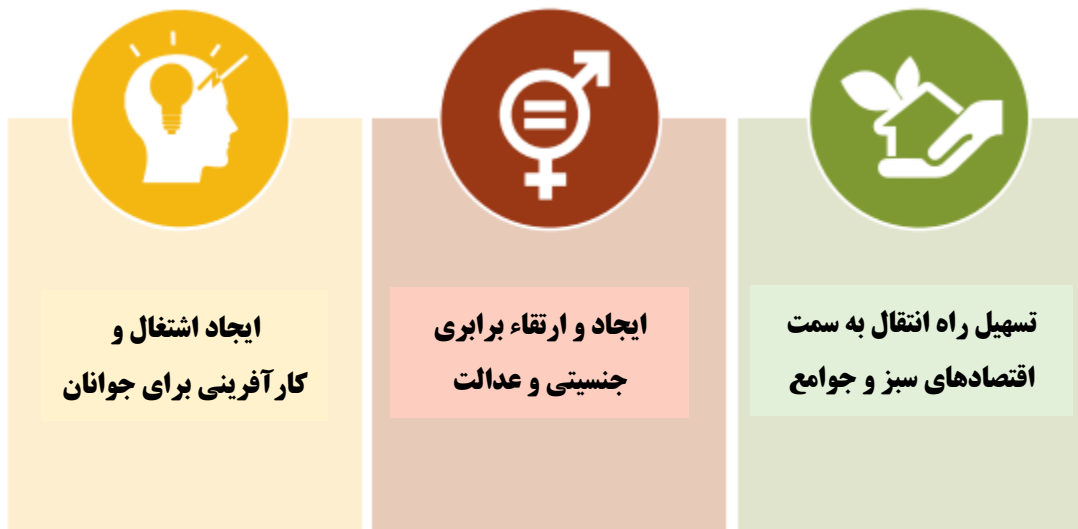 تسهیل راه انتقال به سمت
اقتصادهای سبز و جوامع
ایجاد و ارتقاء برابری
جنسیتی و عدالت
ایجاد اشتغال و
کارآفرینی برای جوانان